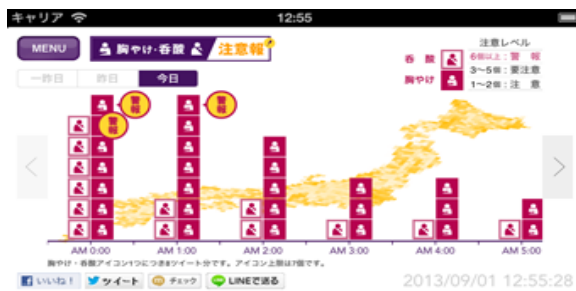 キャリア 12:55
MENU 胸やけ・呑酸 注意報
一昨日 昨日 今日
注意レベル
呑酸 6個以上:警 報
3〜5個:要注意
胸やけ 1〜2個:注 意
警報 警報
警報
AM 0:00 AM 1:00 AM 2:00 AM 3:00 AM 4:00 AM 5:00
胸やけ・呑酸アイコン1つにつき8ツイート分です。アイコン上限は7個です。
いいね! ツイート チェック LINEで送る 2013/09/01 12:55:28